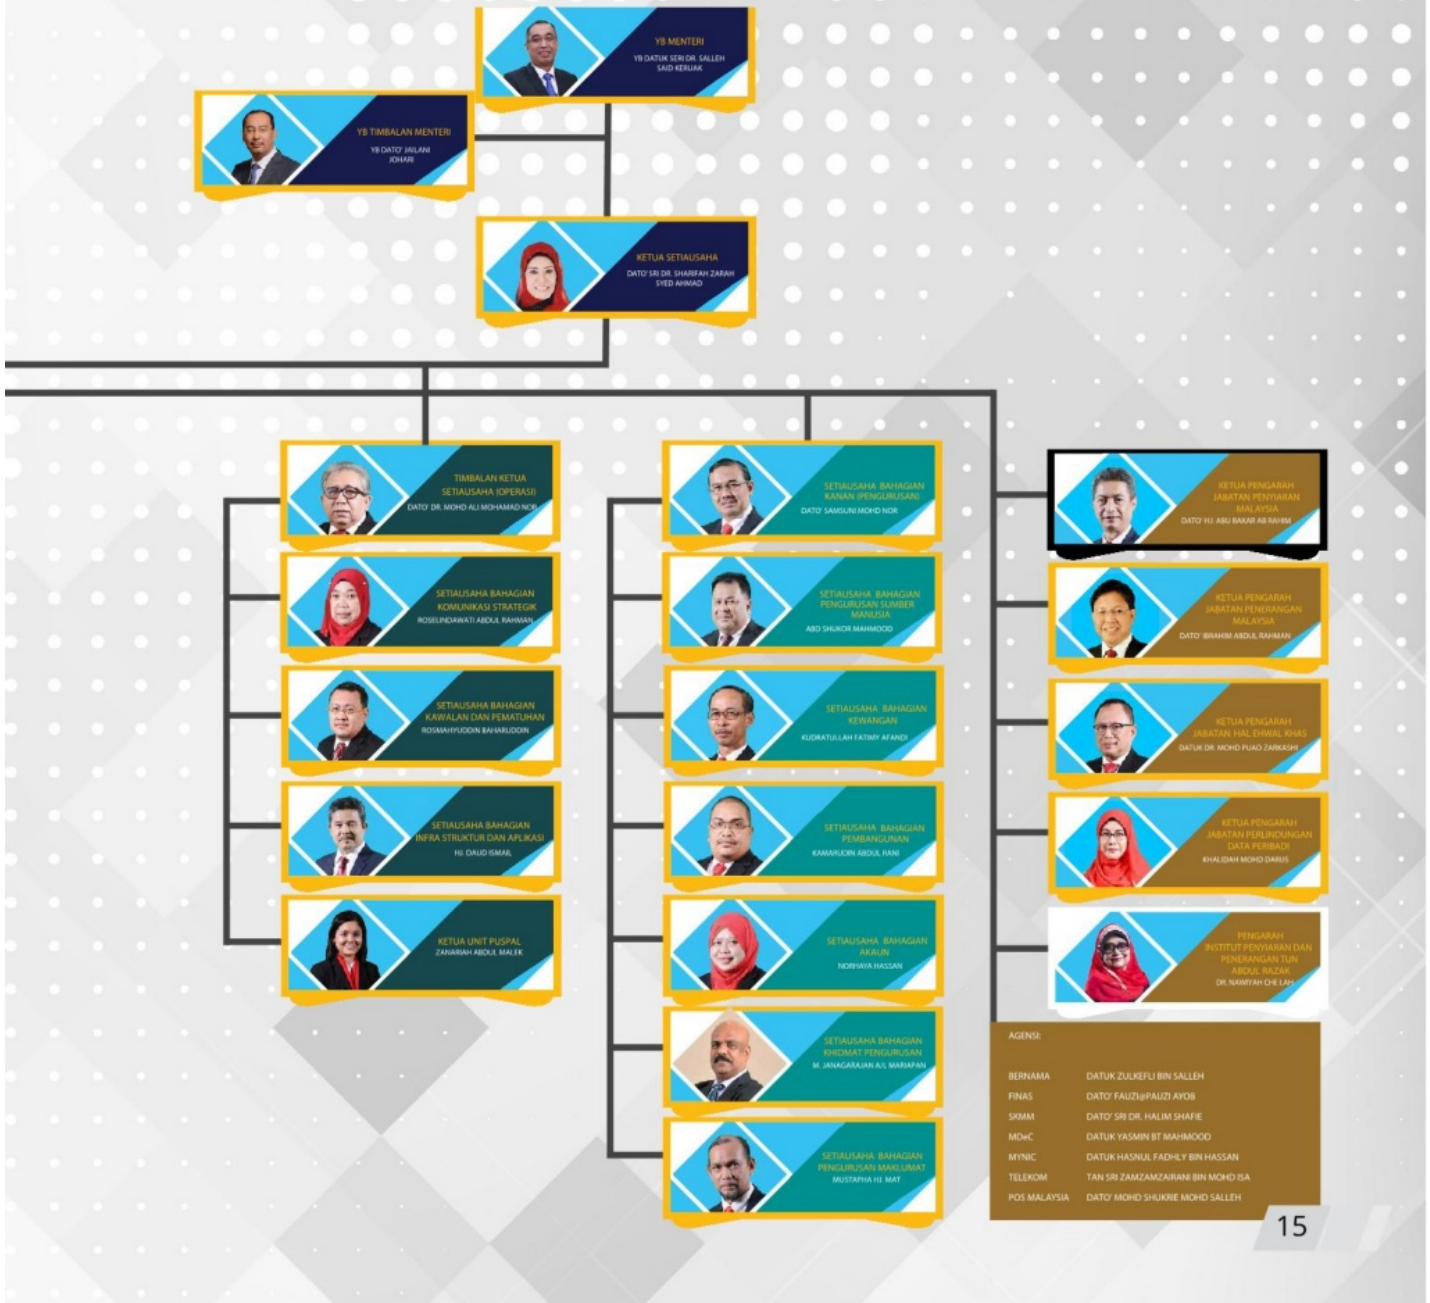 YB MENTERI
YB DATUK SERI DR. SALLEH
SAID KERUAK
YB TIMBALAN MENTERI
YB DATO' JAILANI
JOHARI
KETUA SETIAUSAHA
DATO' SRI DR. SHARIFAH ZARAH
SYED AHMAD
TIMBALAN KETUA
SETIAUSAHA (OPERASI)
DATO' DR. MOHD ALI MOHAMAD NOR
SETIAUSAHA BAHAGIAN
KOMUNIKASI STRATEGIK
ROSELINDAWATI ABDUL RAHMAN
SETIAUSAHA BAHAGIAN
KAWALAN DAN PEMATUHAN
ROSMAHYUDDIN BAHARUDDIN
SETIAUSAHA BAHAGIAN
INFRA STRUKTUR DAN APLIKASI
HJ. DAUD ISMAIL
KETUA UNIT PUSPAL
ZANARIAH ABDUL MALEK
SETIAUSAHA BAHAGIAN
KANAN (PENGURUSAN)
DATO' SAMSUNI MOHD NOR
SETIAUSAHA BAHAGIAN
PENGURUSAN SUMBER
MANUSIA
ABD SHUKOR MAHMOOD
SETIAUSAHA BAHAGIAN
KEWANGAN
KUDRATULLAH FATIMY AFANDI
SETIAUSAHA BAHAGIAN
PEMBANGUNAN
KAMARUDIN ABDUL RANI
SETIAUSAHA BAHAGIAN
AKAUN
NORHAYA HASSAN
SETIAUSAHA BAHAGIAN
KHIDMAT PENGURUSAN
M. JANAGARAJAN A/L MARIAPAN
SETIAUSAHA BAHAGIAN
PENGURUSAN MAKLUMAT
MUSTAPHA HJ. MAT
KETUA PENGARAH
JABATAN PENYIARAN
MALAYSIA
DATO' HJ. ABU BAKAR AB RAHIM
KETUA PENGARAH
JABATAN PENERANGAN
MALAYSIA
DATO' IBRAHIM ABDUL RAHMAN
KETUA PENGARAH
JABATAN HAL EHWAL KHAS
DATUK DR. MOHD PUAD ZARKASHI
KETUA PENGARAH
JABATAN PERLINDUNGAN
DATA PERIBADI
KHALIDAH MOHD DARUS
PENGARAH
INSTITUT PENYIARAN DAN
PENERANGAN TUN
ABDUL RAZAK
DR. NAWIYAH CHE LAH
AGENSI:
BERNAMA DATUK ZULKEFLI BIN SALLEH
FINAS DATO' FAUZI@PAUZI AYOB
SKMM DATO' SRI DR. HALIM SHAFIE
MDeC DATUK YASMIN BT MAHMOOD
MYNIC DATUK HASNUL FADHLY BIN HASSAN
TELEKOM TAN SRI ZAMZAMZAIRANI BIN MOHD ISA
POS MALAYSIA DATO' MOHD SHUKRIE MOHD SALLEH
15